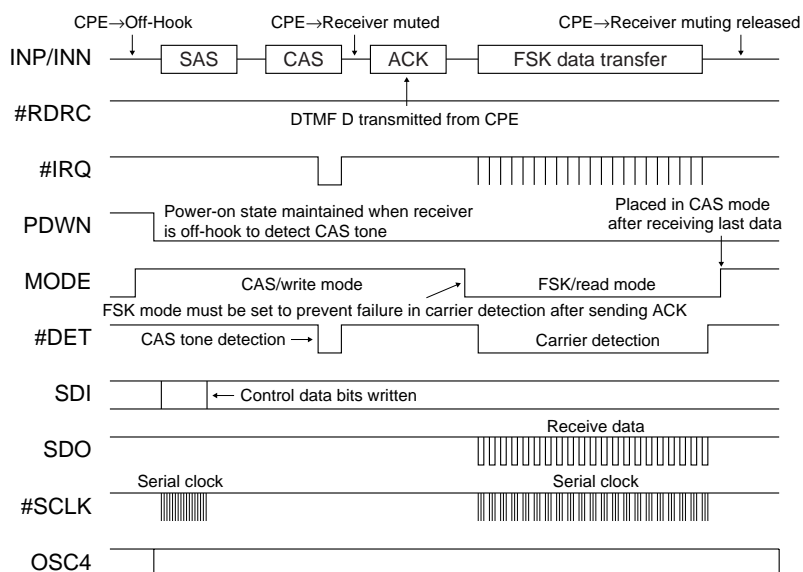 CPE→Off-Hook CPE→Receiver muted CPE→Receiver muting released
INP/INN SAS CAS ACK FSK data transfer
#RDRC
DTMF D transmitted from CPE
#IRQ
Placed in CAS mode
after receiving last data
PDWN
Power-on state maintained when receiver
is off-hook to detect CAS tone
MODE CAS/write mode FSK/read mode
FSK mode must be set to prevent failure in carrier detection after sending ACK
#DET CAS tone detection→ Carrier detection
SDI ←Control data bits written
Receive data
SDO
Serial clock Serial clock
#SCLK
OSC4